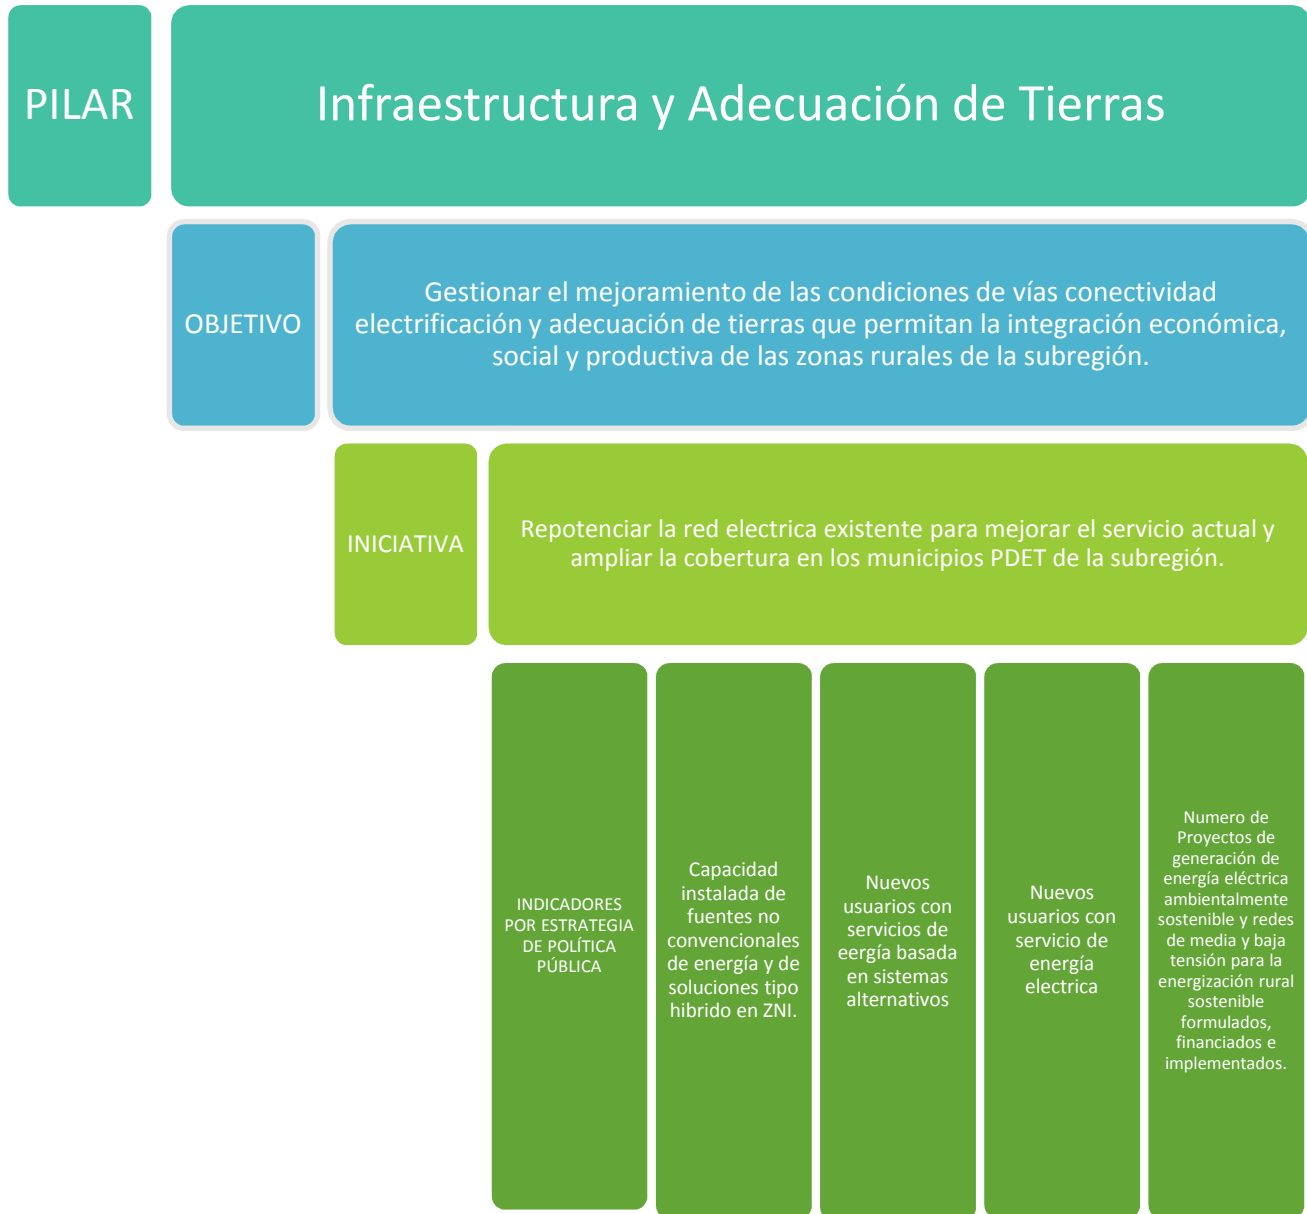 PILAR
Infraestructura y Adecuación de Tierras
OBJETIVO
Gestionar el mejoramiento de las condiciones de vías conectividad
electrificación y adecuación de tierras que permitan la integración económica,
social y productiva de las zonas rurales de la subregión.
INICIATIVA
Repotenciar la red electrica existente para mejorar el servicio actual y
ampliar la cobertura en los municipios PDET de la subregión.
INDICADORES
POR ESTRATEGIA
DE POLÍTICA
PÚBLICA
Capacidad
instalada de
fuentes no
convencionales
de energía y de
soluciones tipo
hibrido en ZNI.
Nuevos
usuarios con
servicios de
eergía basada
en sistemas
alternativos
Nuevos
usuarios con
servicio de
energía
electrica
Numero de
Proyectos de
generación de
energía eléctrica
ambientalmente
sostenible y redes
de media y baja
tensión para la
energización rural
sostenible
formulados,
financiados e
implementados.